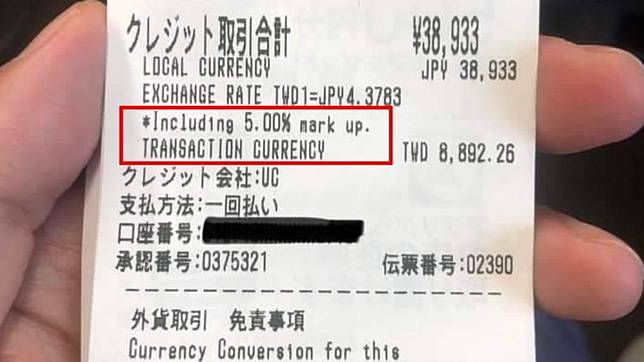 クレジット取引合計 ¥38,933
LOCAL CURRENCY JPY 38,933
EXCHANGE RATE TWD1=JPY4.3783
*Including 5.00% mark up.
TRANSACTION CURRENCY TWD 8,892.26
クレジット会社:UC
支払方法:一回払い
口座番号:
承認番号:0375321 伝票番号:02390
外貨取引 免責事項
Currency Conversion for this